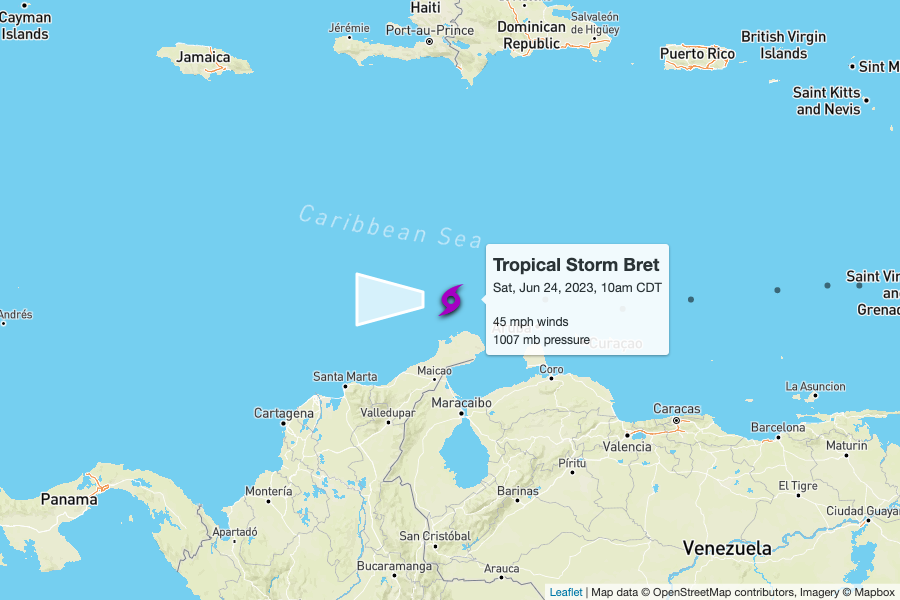 Cayman
Islands
Haiti
Jérémie
Port-au-Prince
Dominican
Republic
Salvaleón
de Higüey
Jamaica
Puerto Rico
British Virgin
Islands
Sint M
Saint Kitts
and Nevis
Caribbean Sea
Tropical Storm Bret
Sat, Jun 24, 2023, 10am CDT
45 mph winds
1007 mb pressure
Saint Vin
an
Grena
Andrés
Curaçao
Maicao
Coro
Santa Marta
La Asuncion
Cartagena
Valledupar
Maracaibo
Caracas
Valencia
Barcelona
Maturin
Píritu
Montería
Barinas
El Tigre
Panama
Ciudad Guaya
Apartadó
San Cristóbal
Venezuela
Bucaramanga
Arauca
Leaflet | Map data © OpenStreetMap contributors, Imagery © Mapbox